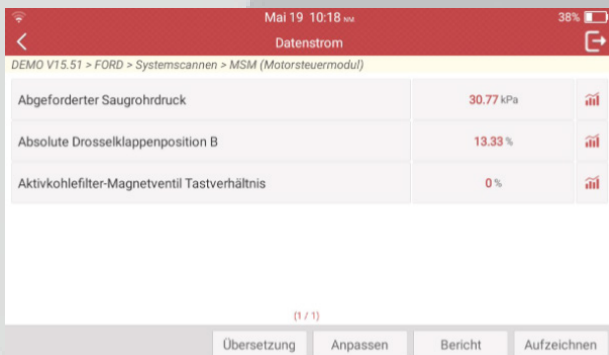 Mai 19 10:18 NM
38%
Datenstrom
DEMO V15.51 > FORD > Systemscannen > MSM (Motorsteuermodul)
Abgeforderter Saugrohrdruck 30.77 kPa
Absolute Drosselklappenposition B 13.33 %
Aktivkohlefilter-Magnetventil Tastverhältnis 0 %
(1 / 1)
Übersetzung Anpassen Bericht Aufzeichnen